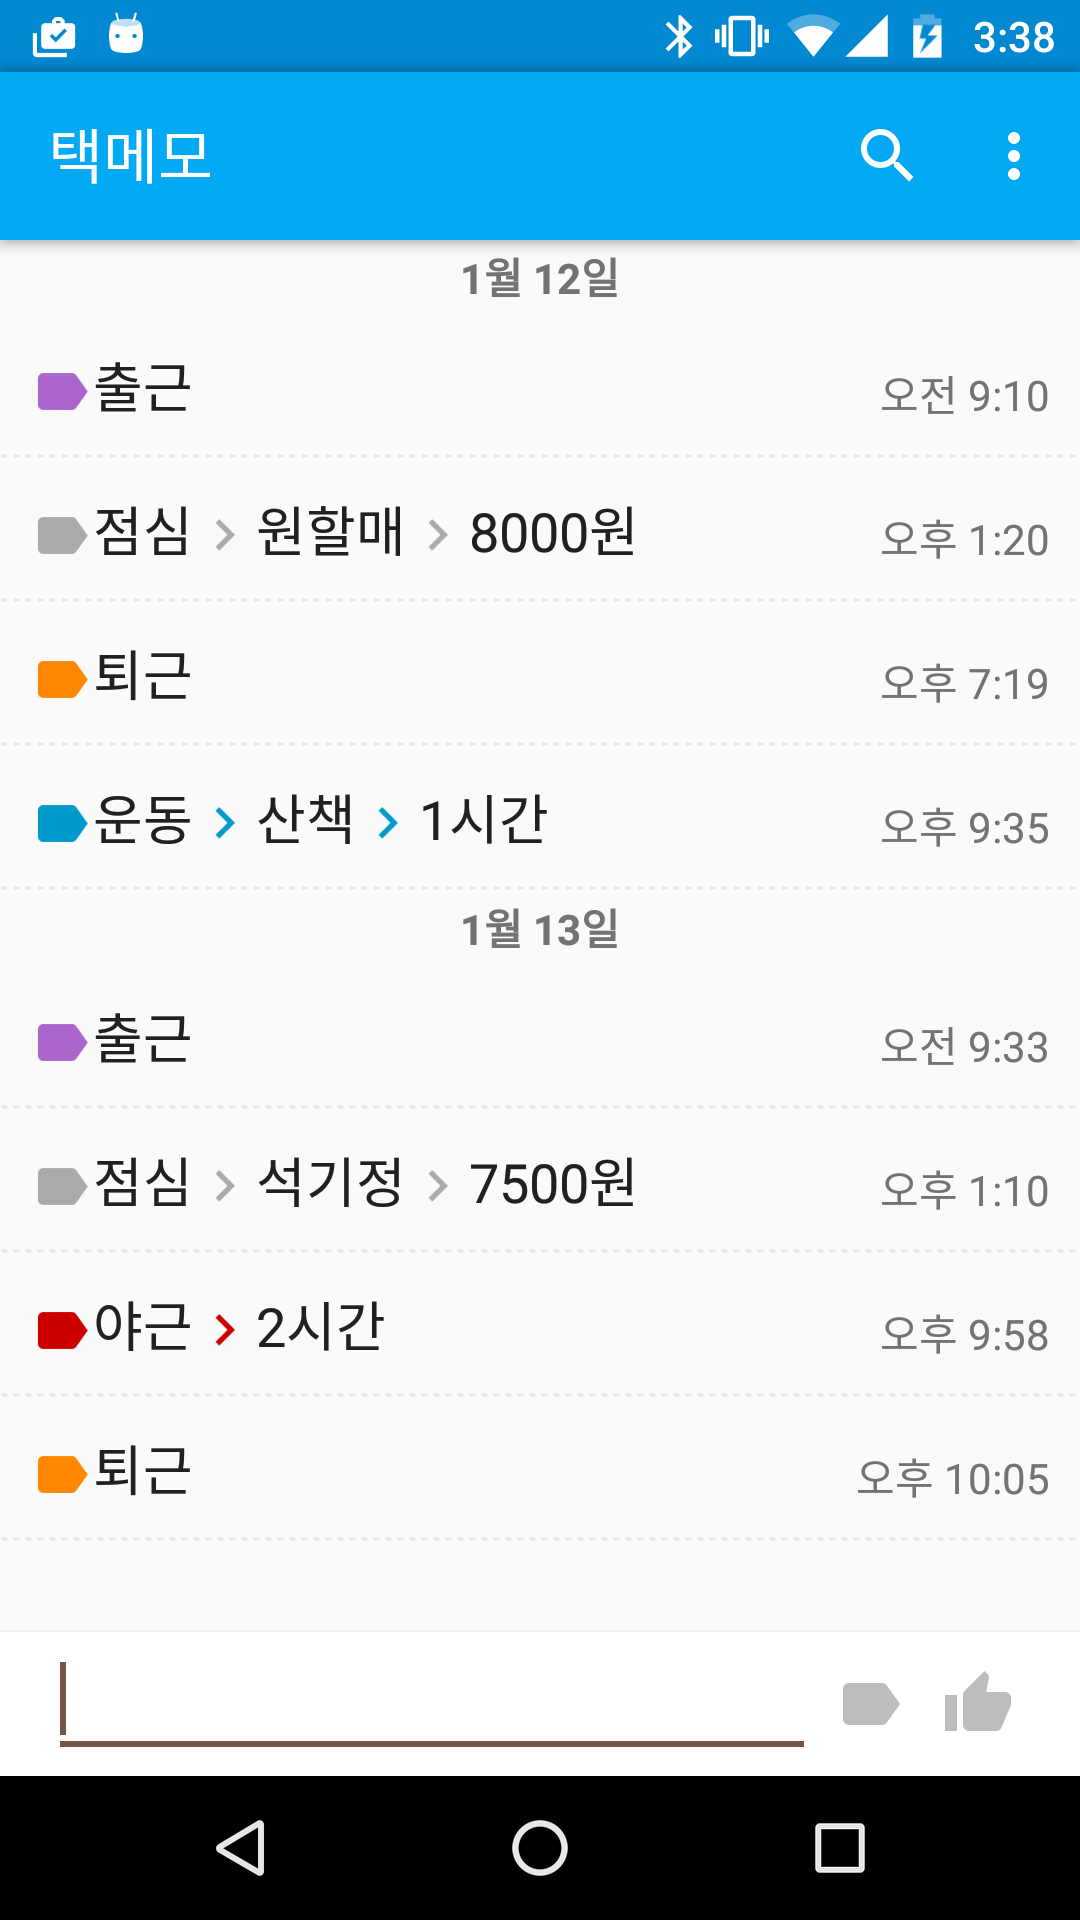 3:38
택메모
1월 12일
출근 오전 9:10
점심 원할매 8000원 오후 1:20
퇴근 오후 7:19
운동 산책 1시간 오후 9:35
1월 13일
출근 오전 9:33
점심 석기정 7500원 오후 1:10
야근 2시간 오후 9:58
퇴근 오후 10:05